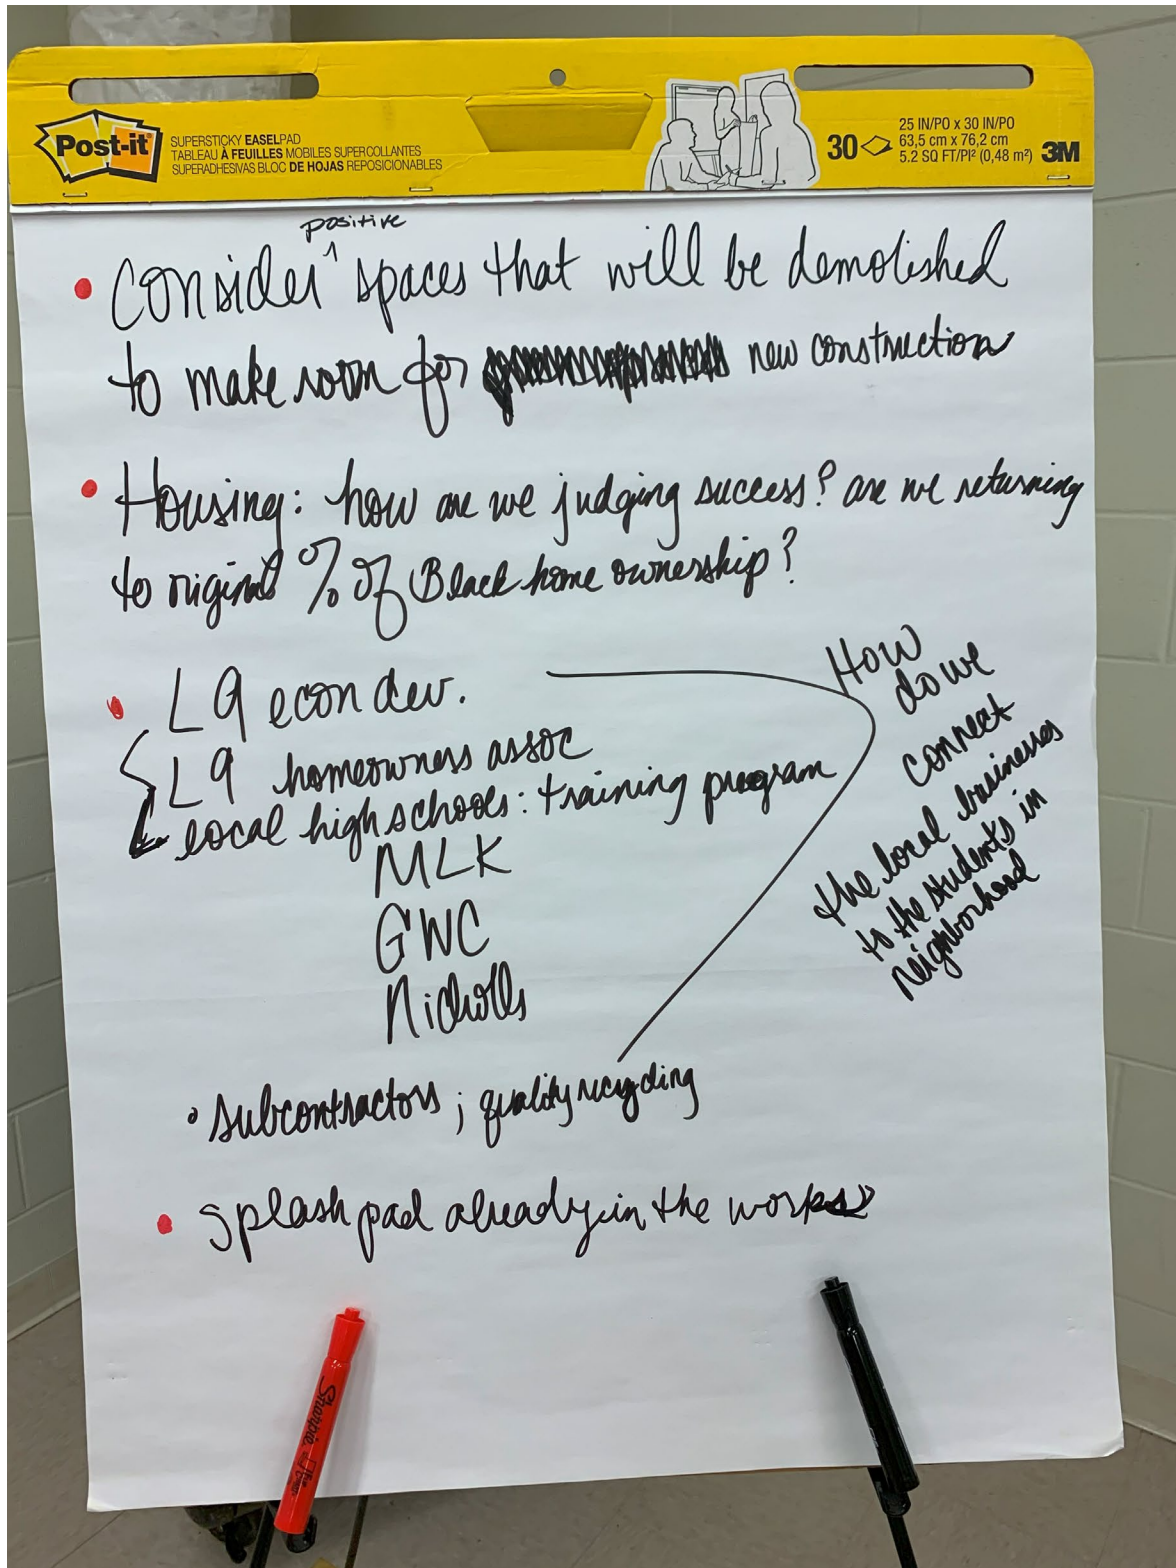 Post-it
SUPERSTICKY EASELPAD
TABLEAU À FEUILLES MOBILES SUPERCOLLANTES
SUPERADHESIVAS BLOC DE HOJAS REPOSICIONABLES
30
25 IN/PO x 30 IN/PO
63,5 cm x 76,2 cm
5.2 SQ FT/PI² (0,48 m²)
3M
positive
• Consider ^ spaces that will be demolished
to make room for new construction
• Housing: how are we judging success? are we returning
to original % of Black home ownership?
• L9 econ dev.
L9 homeowners assoc
local high schools: training program
MLK
GWC
Nicholls
How
do we
connect
the local businesses
to the students in
neighborhood
• subcontractors; quality recycling
• splash pad already in the works
Sharpie